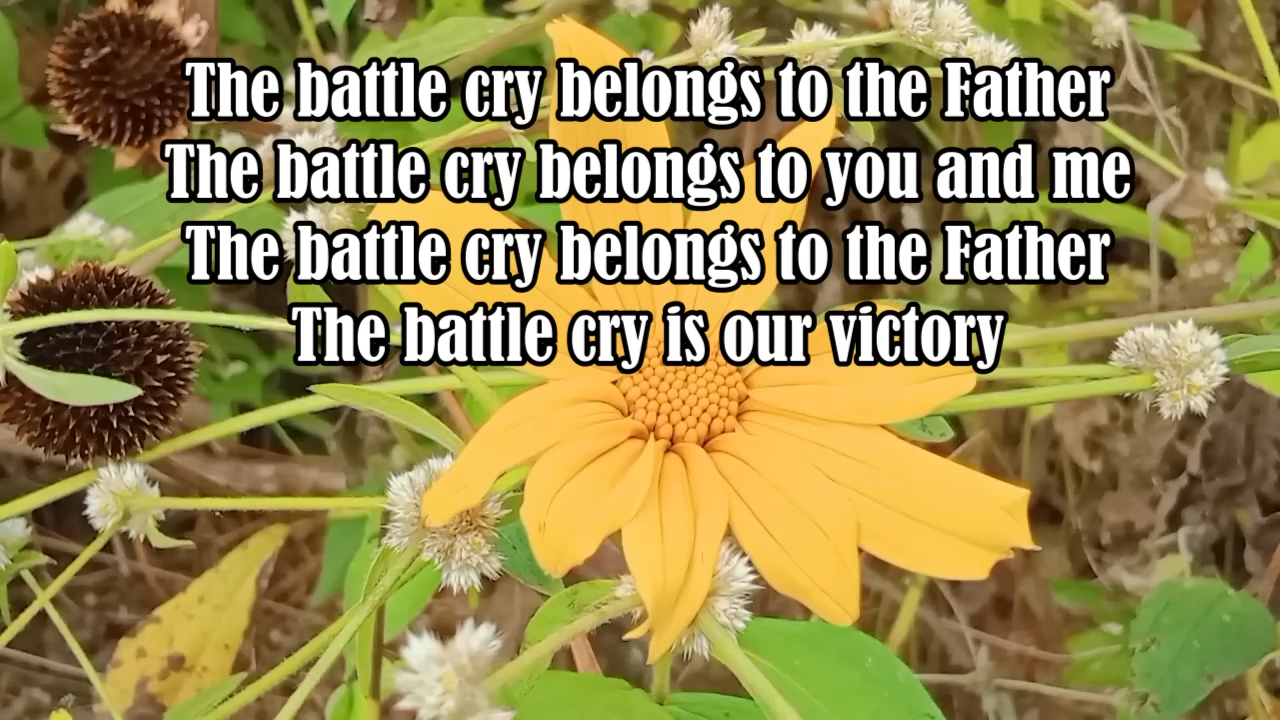 The battle cry belongs to the Father
The battle cry belongs to you and me
The battle cry belongs to the Father
The battle cry is our victory